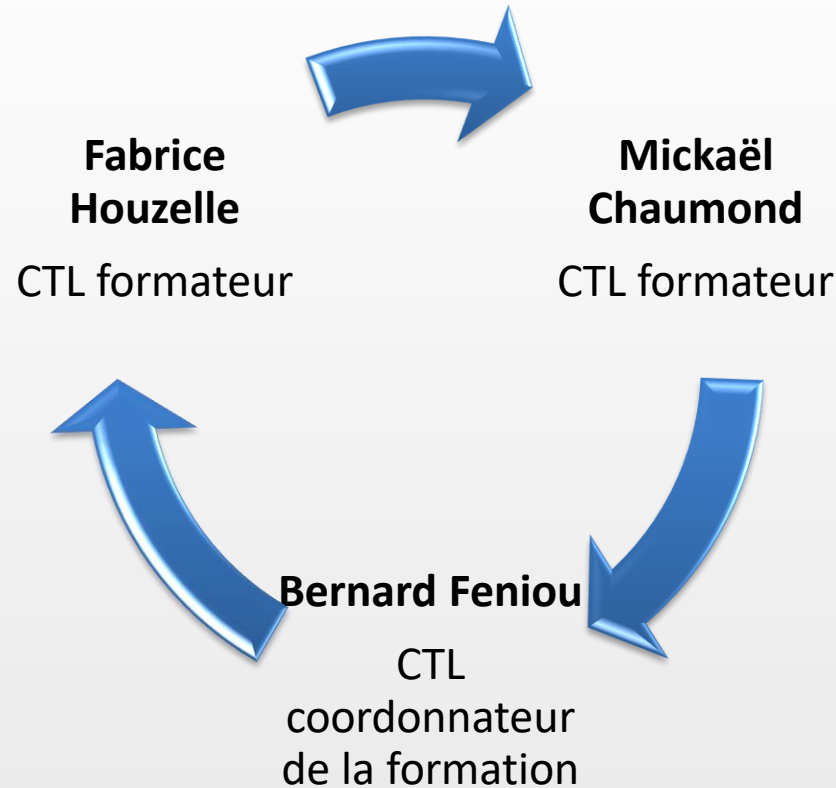 Fabrice
Houzelle
CTL formateur
Mickaël
Chaumond
CTL formateur
Bernard Feniou
CTL
coordonnateur
de la formation